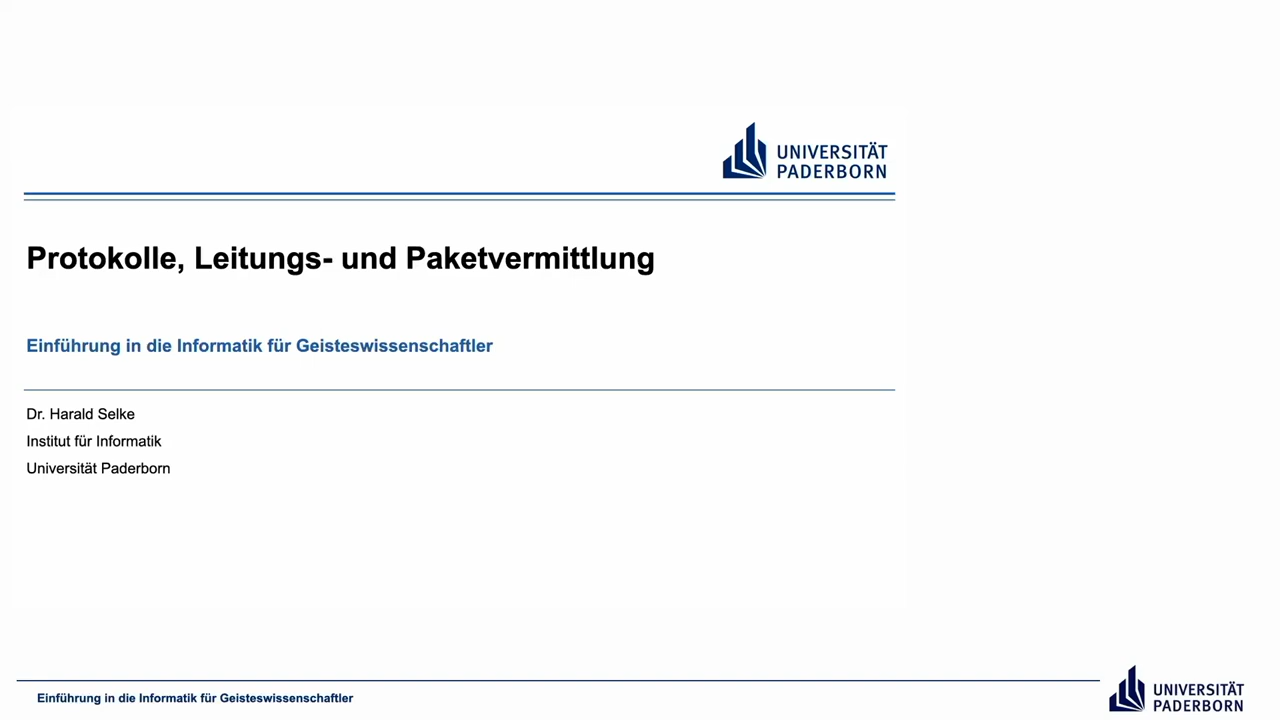 UNIVERSITÄT
PADERBORN
Protokolle, Leitungs- und Paketvermittlung
Einführung in die Informatik für Geisteswissenschaftler
Dr. Harald Selke
Institut für Informatik
Universität Paderborn
Einführung in die Informatik für Geisteswissenschaftler
UNIVERSITÄT
PADERBORN